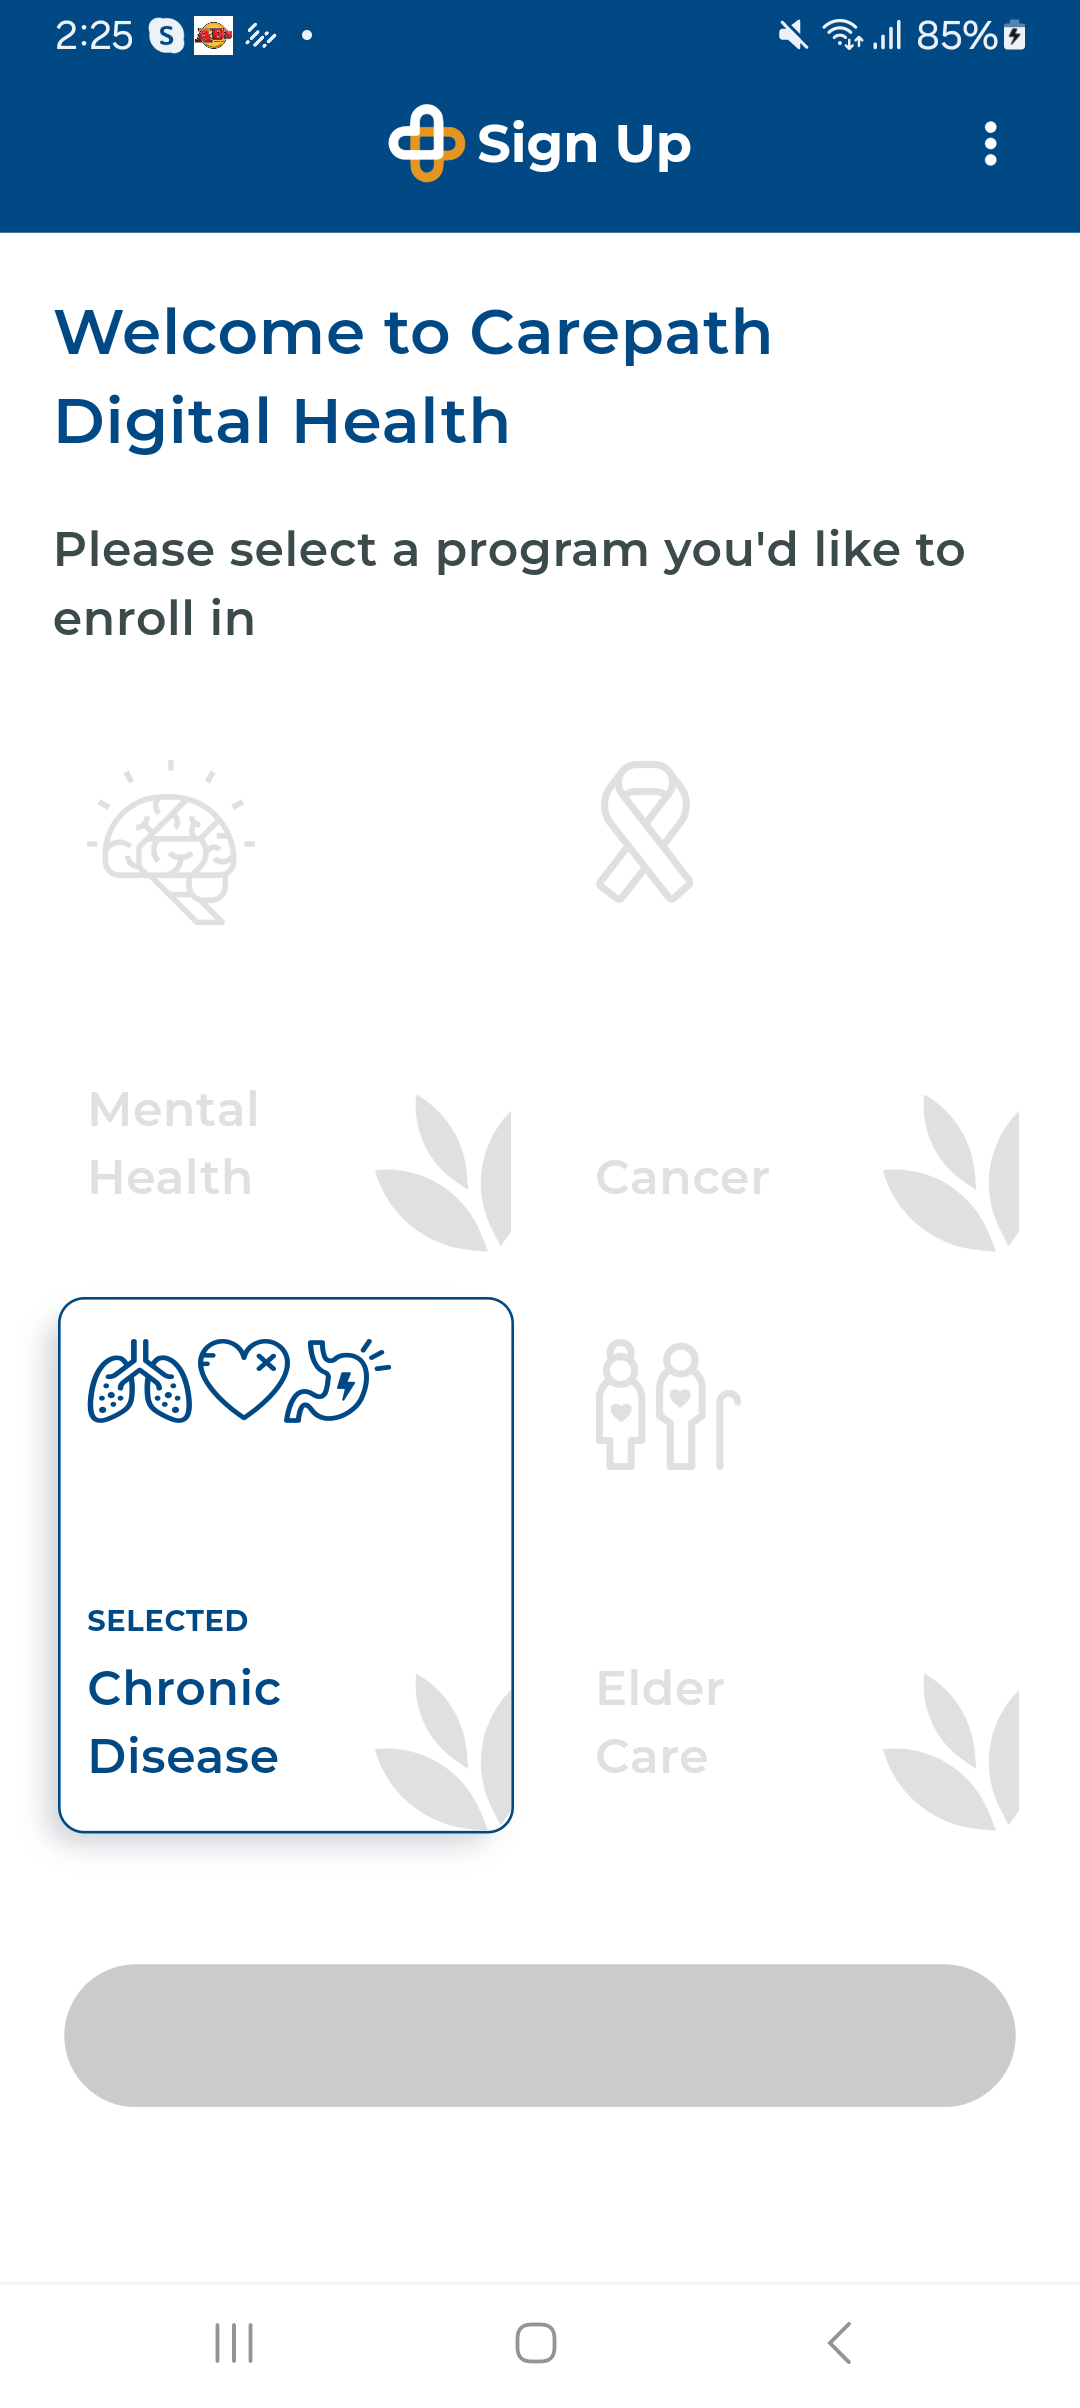 2:25 S AB's 85%
Sign Up
Welcome to Carepath
Digital Health
Please select a program you'd like to
enroll in
Mental
Health
Cancer
SELECTED
Chronic
Disease
Elder
Care